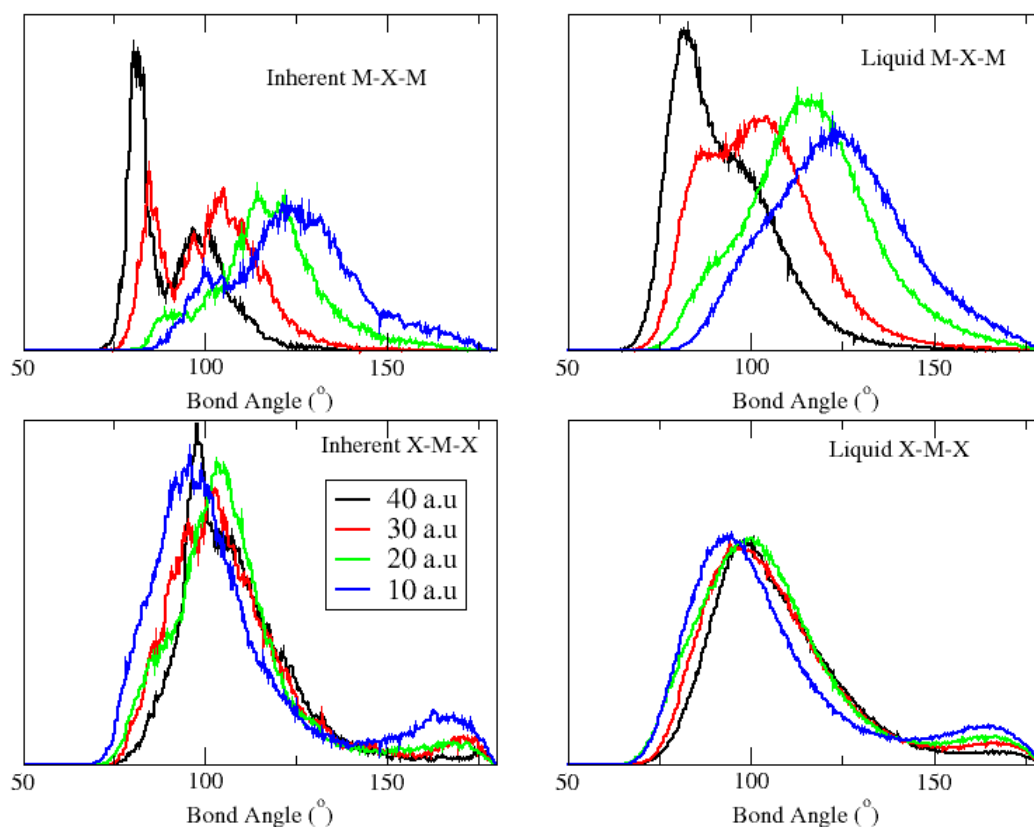 Inherent M-X-M
50
100
150
Bond Angle (°)
Liquid M-X-M
50
100
150
Bond Angle (°)
Inherent X-M-X
40 a.u
30 a.u
20 a.u
10 a.u
50
100
150
Bond Angle (°)
Liquid X-M-X
50
100
150
Bond Angle (°)